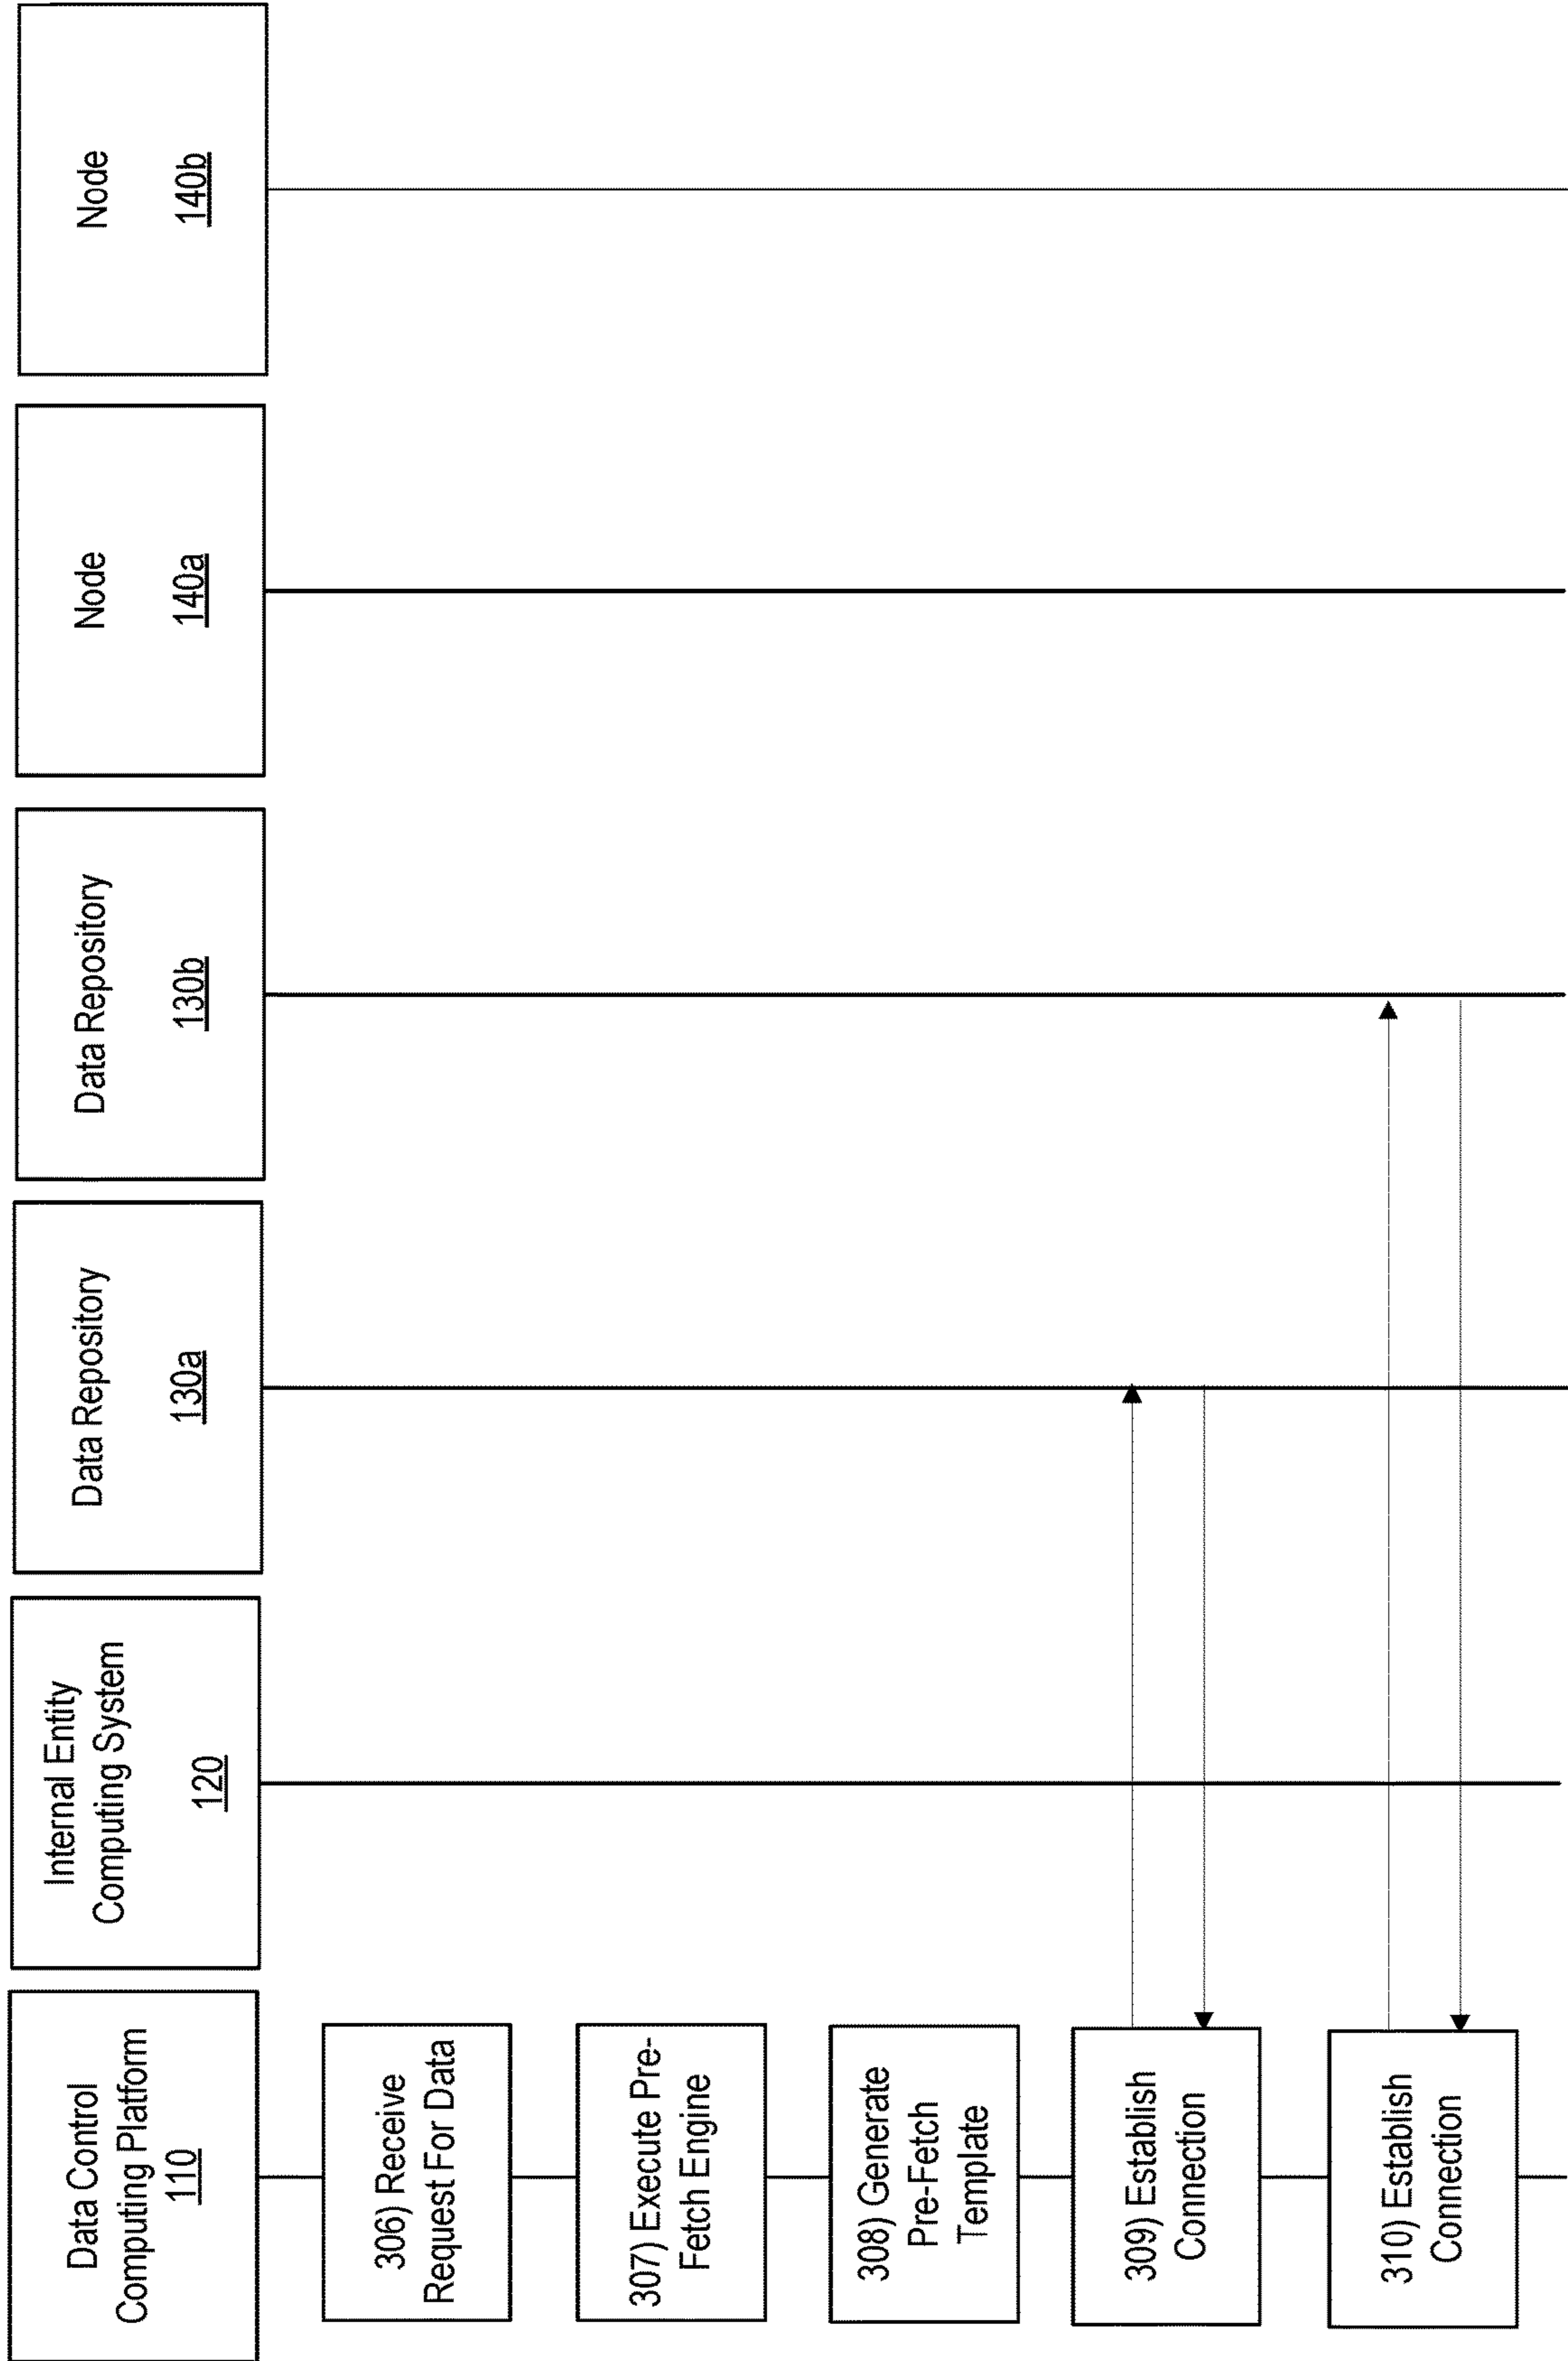 Data Control
Computing Platform
110
Internal Entity
Computing System
120
Data Repository
130a
Data Repository
130b
Node
140a
Node
140b
306) Receive
Request For Data
307) Execute Pre-
Fetch Engine
308) Generate
Pre-Fetch
Template
309) Establish
Connection
310) Establish
Connection